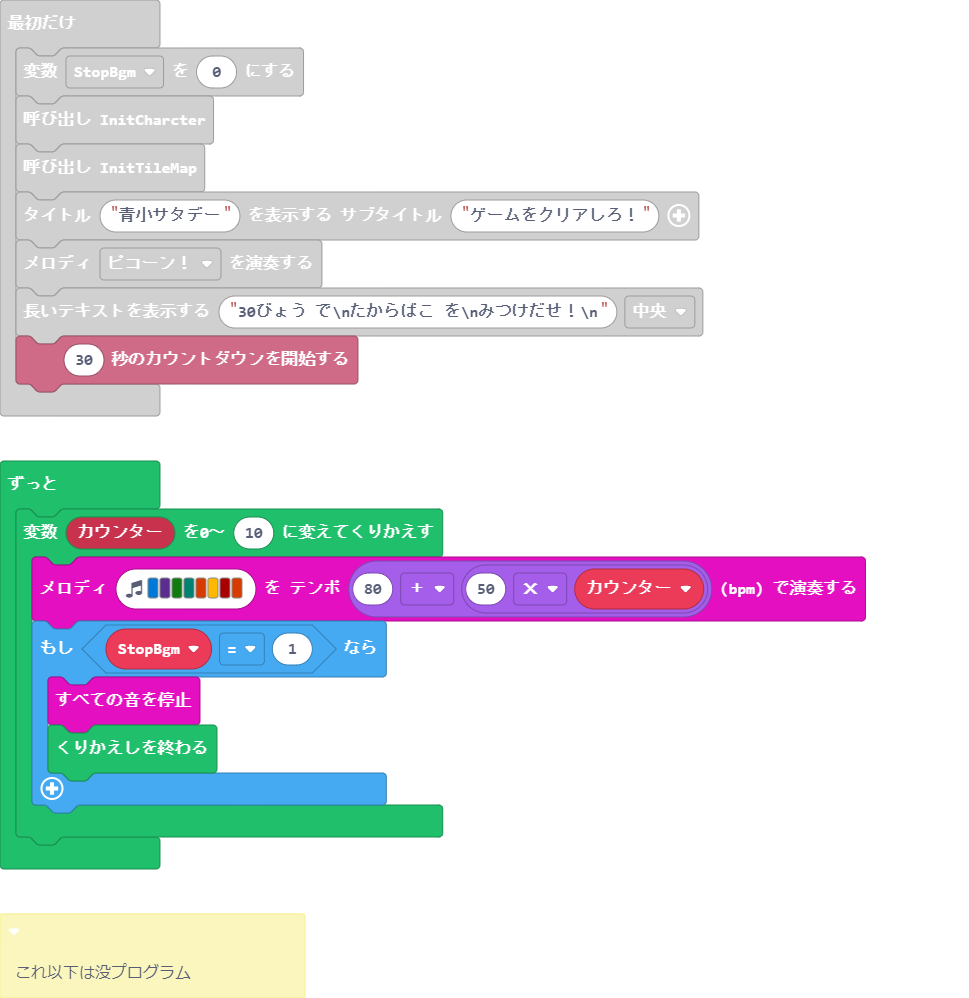 最初だけ
変数 StopBgm を 0 にする
呼び出し InitCharcter
呼び出し InitTileMap
タイトル "青小サタデー" を表示する サブタイトル "ゲームをクリアしろ!"
メロディ ピコーン! を演奏する
長いテキストを表示する "30びょう で\nたからばこ を\nみつけだせ!\n" 中央
30 秒のカウントダウンを開始する
ずっと
変数 カウンター を0~ 10 に変えてくりかえす
メロディ を テンポ 80 + 50 × カウンター (bpm) で演奏する
もし StopBgm = 1 なら
すべての音を停止
くりかえしを終わる
これ以下は没プログラム